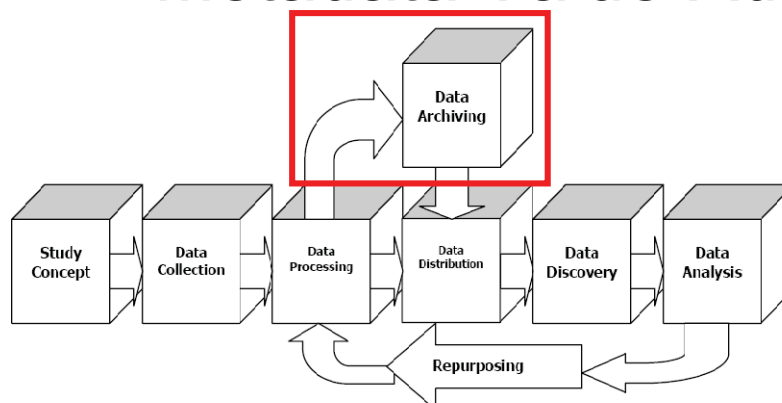 Data
Archiving
Study
Concept
Data
Collection
Data
Processing
Data
Distribution
Data
Discovery
Data
Analysis
Repurposing